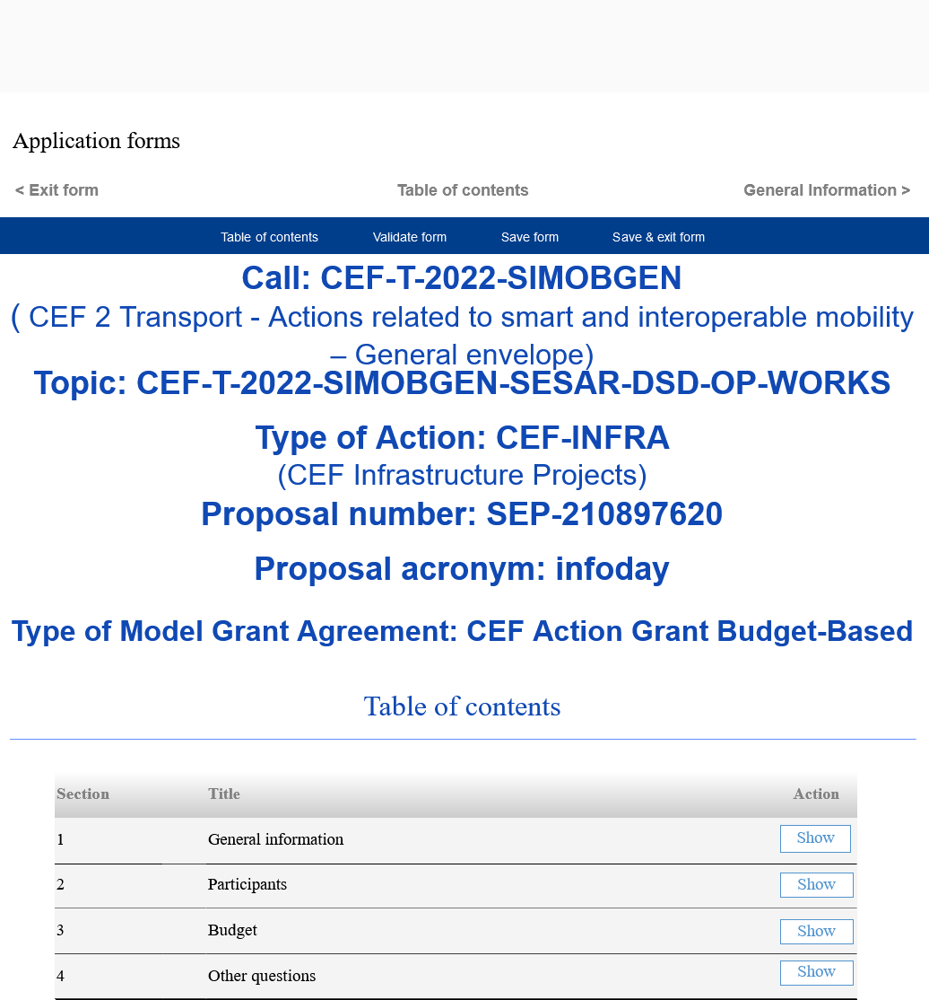 Application forms
< Exit form Table of contents General Information >
Table of contents Validate form Save form Save & exit form
Call: CEF-T-2022-SIMOBGEN
( CEF 2 Transport - Actions related to smart and interoperable mobility
– General envelope)
Topic: CEF-T-2022-SIMOBGEN-SESAR-DSD-OP-WORKS
Type of Action: CEF-INFRA
(CEF Infrastructure Projects)
Proposal number: SEP-210897620
Proposal acronym: infoday
Type of Model Grant Agreement: CEF Action Grant Budget-Based
Table of contents
Section Title Action
1 General information Show
2 Participants Show
3 Budget Show
4 Other questions Show